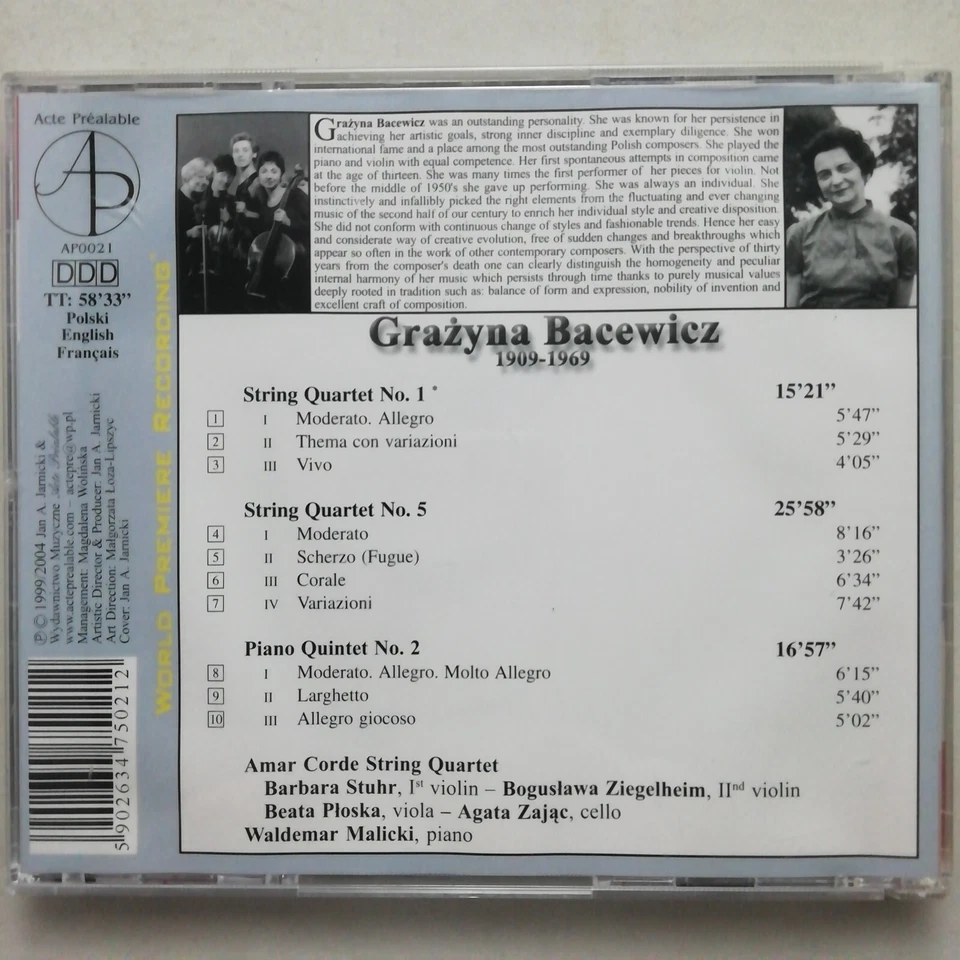 Acte Préalable
AP
AP0021
DDD
TT: 58'33”
Polski
English
Français
Grażyna Bacewicz was an outstanding personality. She was known for her persistence in
achieving her artistic goals, strong inner discipline and exemplary diligence. She won
international fame and a place among the most outstanding Polish composers. She played the
piano and violin with equal competence. Her first spontaneous attempts in composition came
at the age of thirteen. She was many times the first performer of her pieces for violin. Not
before the middle of 1950's she gave up performing. She was always an individual. She
instinctively and infallibly picked the right elements from the fluctuating and ever changing
music of the second half of our century to enrich her individual style and creative disposition.
She did not conform with continuous change of styles and fashionable trends. Hence her easy
and considerate way of creative evolution, free of sudden changes and breakthroughs which
appear so often in the work of other contemporary composers. With the perspective of thirty
years from the composer's death one can clearly distinguish the homogeneity and peculiar
internal harmony of her music which persists through time thanks to purely musical values
deeply rooted in tradition such as: balance of form and expression, nobility of invention and
excellent craft of composition.
Grażyna Bacewicz
1909-1969
String Quartet No. 1 * 15'21”
1 I Moderato. Allegro 5'47”
2 II Thema con variazioni 5'29”
3 III Vivo 4'05”
String Quartet No. 5 25'58”
4 I Moderato 8'16”
5 II Scherzo (Fugue) 3'26”
6 III Corale 6'34”
7 IV Variazioni 7'42”
Piano Quintet No. 2 16'57”
8 I Moderato. Allegro. Molto Allegro 6'15”
9 II Larghetto 5'40”
10 III Allegro giocoso 5'02”
Amar Corde String Quartet
Barbara Stuhr, Ist violin – Bogusława Ziegelheim, IInd violin
Beata Płoska, viola – Agata Zając, cello
Waldemar Malicki, piano
World Premiere Recording*
℗ © 1999/2004 Jan A. Jarnicki &
Wydawnictwo Muzyczne Acte Préalable
www.acteprealable.com – actepre@wp.pl
Management: Magdalena Wolińska
Artistic Director & Producer: Jan A. Jarnicki
Art Direction: Małgorzata Łoza-Lipszyc
Cover: Jan A. Jarnicki
5 902634 750212